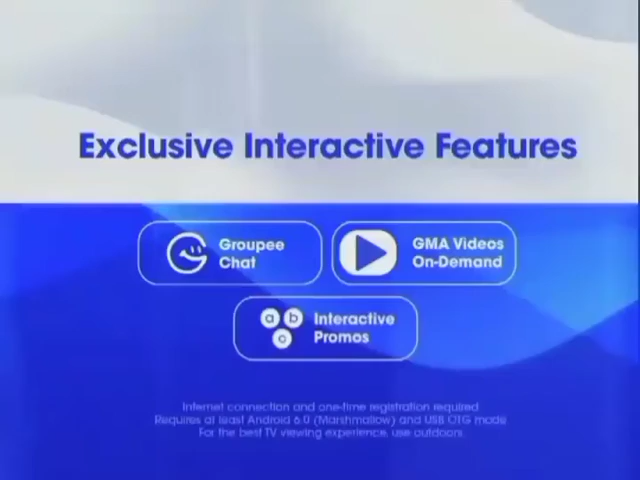 Exclusive Interactive Features
Groupee
Chat
GMA Videos
On-Demand
a b
c
Interactive
Promos
Internet connection and one-time registration required.
Requires at least Android 6.0 (Marshmallow) and USB OTG mode
For the best TV viewing experience, use outdoors.